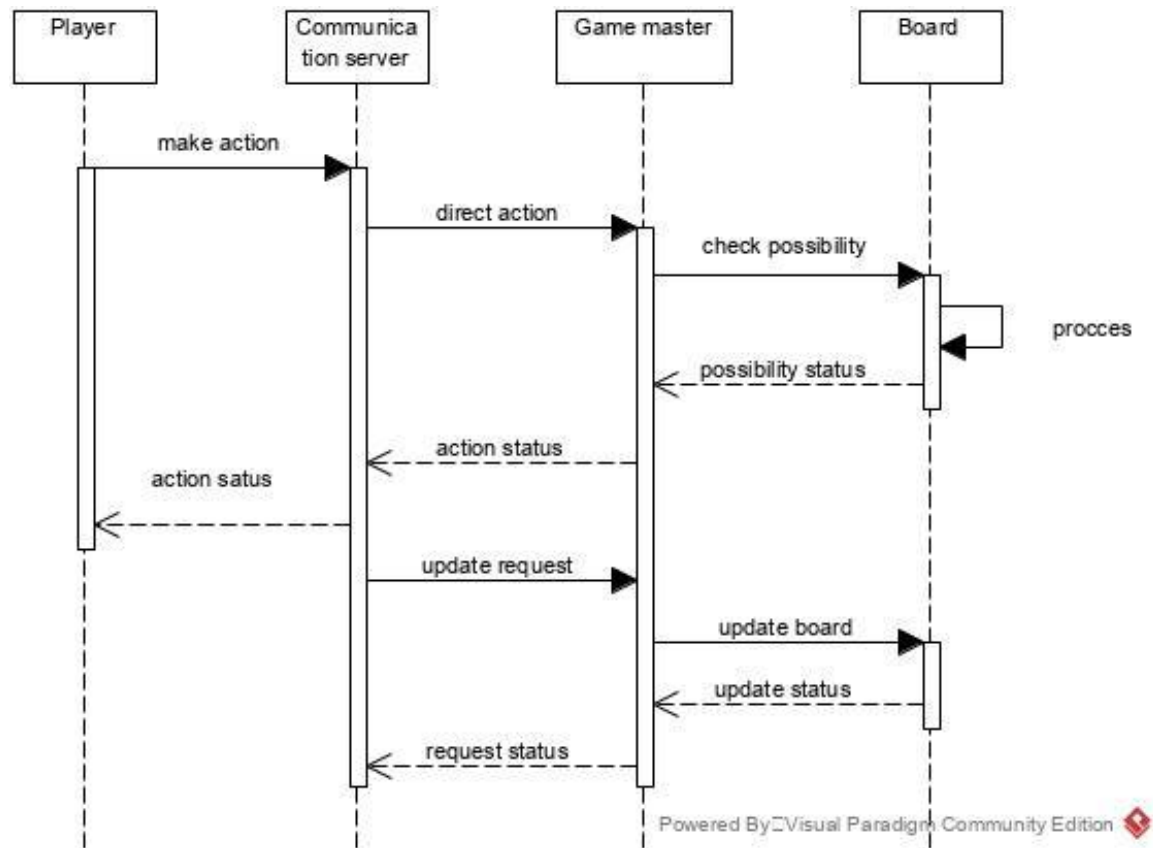 Player
Communica
tion server
Game master
Board
make action
direct action
check possibility
procces
possibility status
action status
action satus
update request
update board
update status
request status
Powered By Visual Paradigm Community Edition